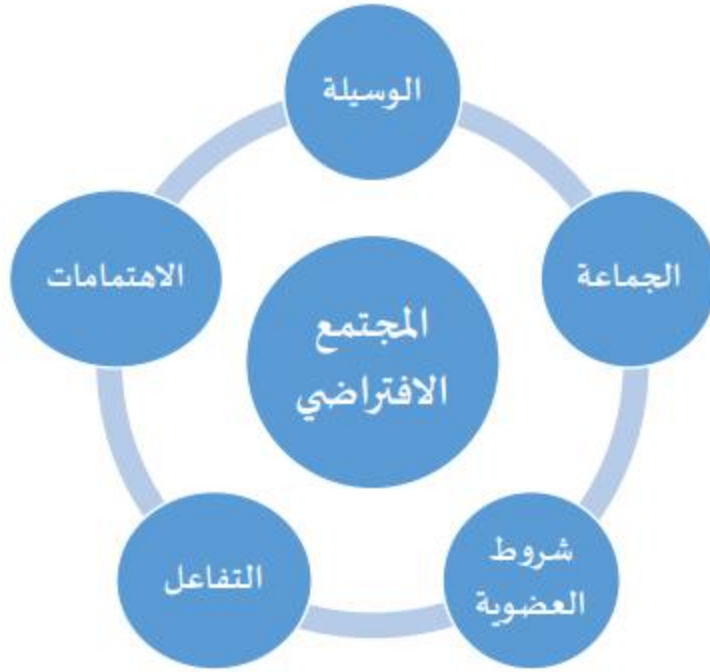 الوسيلة
الجماعة
الاهتمامات
المجتمع
الافتراضي
شروط
العضوية
التفاعل